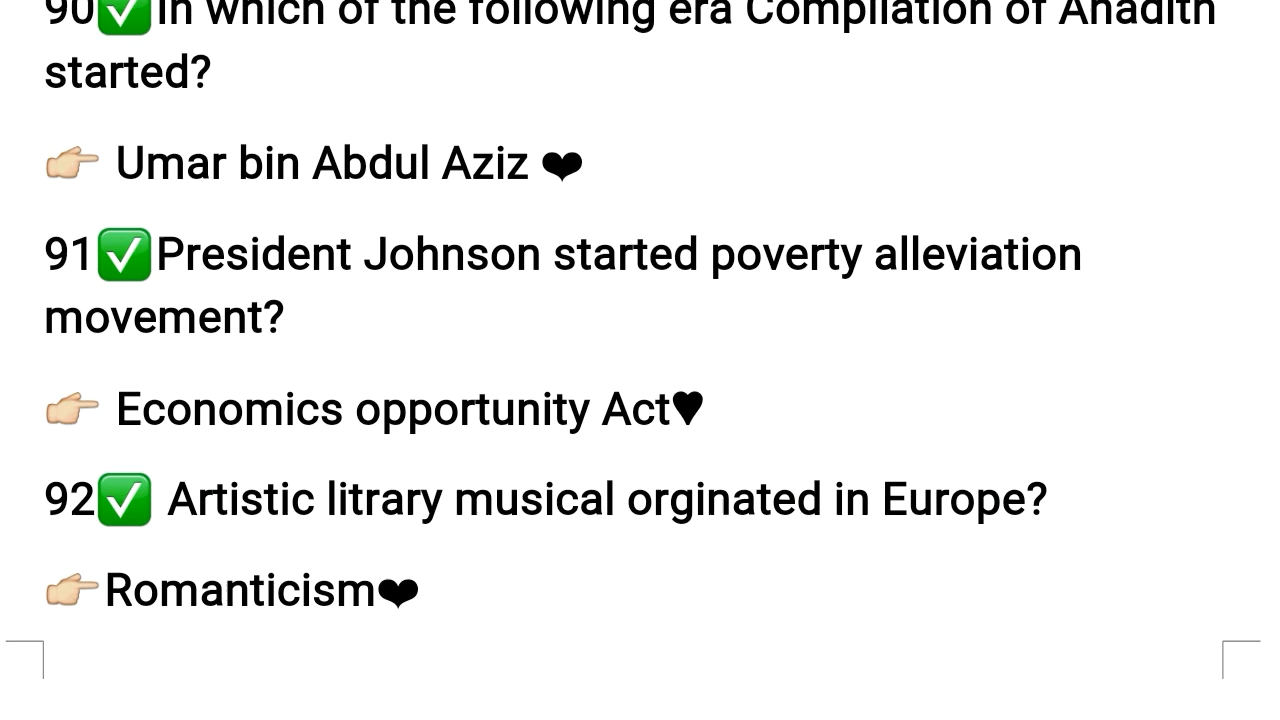 90✅In which of the following era Compilation of Ahadith
started?
👉🏼 Umar bin Abdul Aziz ❤
91✅President Johnson started poverty alleviation
movement?
👉🏼 Economics opportunity Act♥
92✅ Artistic litrary musical orginated in Europe?
👉🏼Romanticism❤